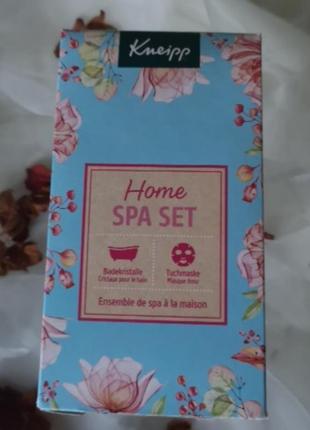 Kneipp
Home
SPA SET
Badekristalle
Cristaux pour le bain
Tuchmaske
Masque tissu
Ensemble de spa à la maison